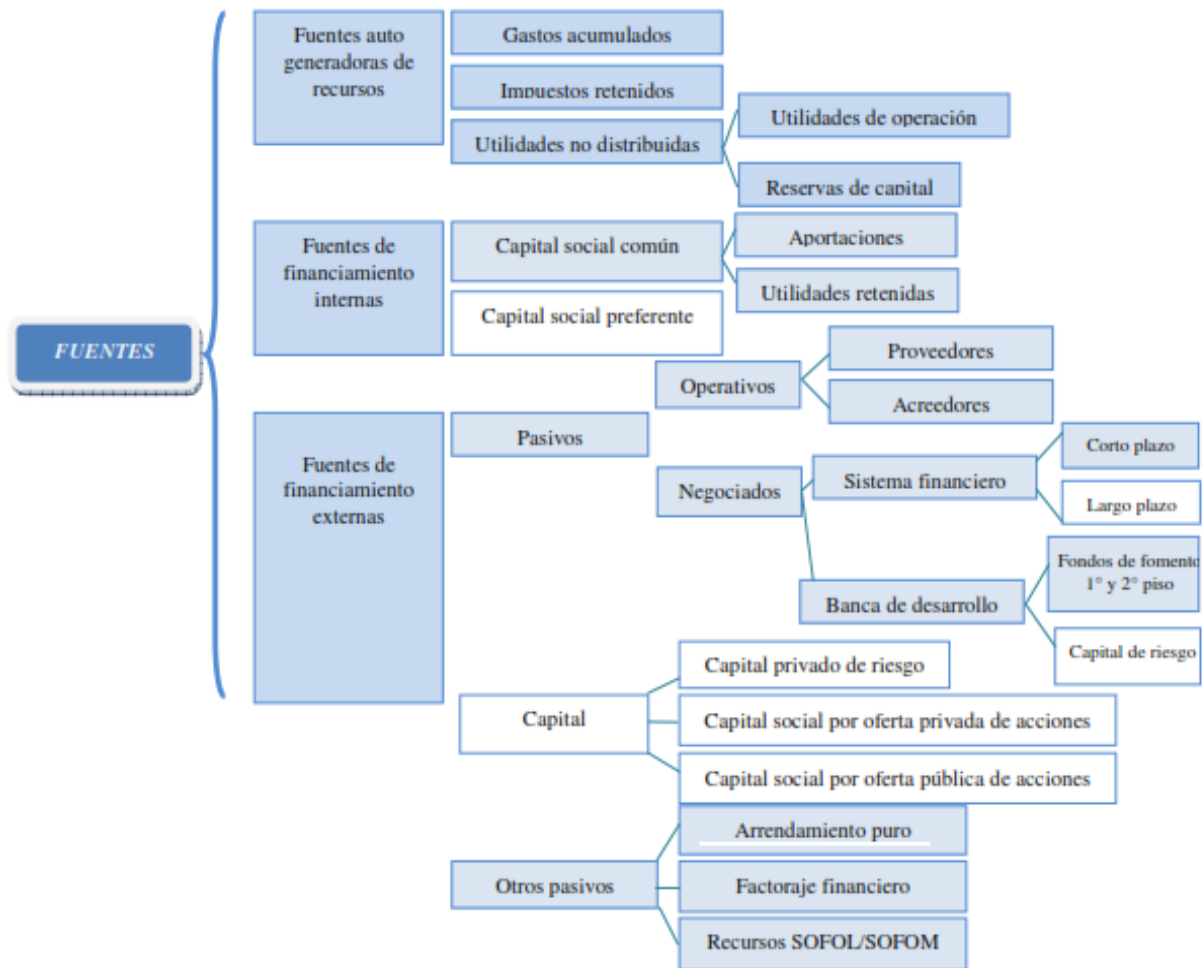 FUENTES
Fuentes auto
generadoras de
recursos
Gastos acumulados
Impuestos retenidos
Utilidades no distribuidas
Utilidades de operación
Reservas de capital
Fuentes de
financiamiento
internas
Capital social común
Aportaciones
Utilidades retenidas
Capital social preferente
Fuentes de
financiamiento
externas
Pasivos
Operativos
Proveedores
Acreedores
Negociados
Sistema financiero
Corto plazo
Largo plazo
Banca de desarrollo
Fondos de fomento
1° y 2° piso
Capital de riesgo
Capital
Capital privado de riesgo
Capital social por oferta privada de acciones
Capital social por oferta pública de acciones
Otros pasivos
Arrendamiento puro
Factoraje financiero
Recursos SOFOL/SOFOM